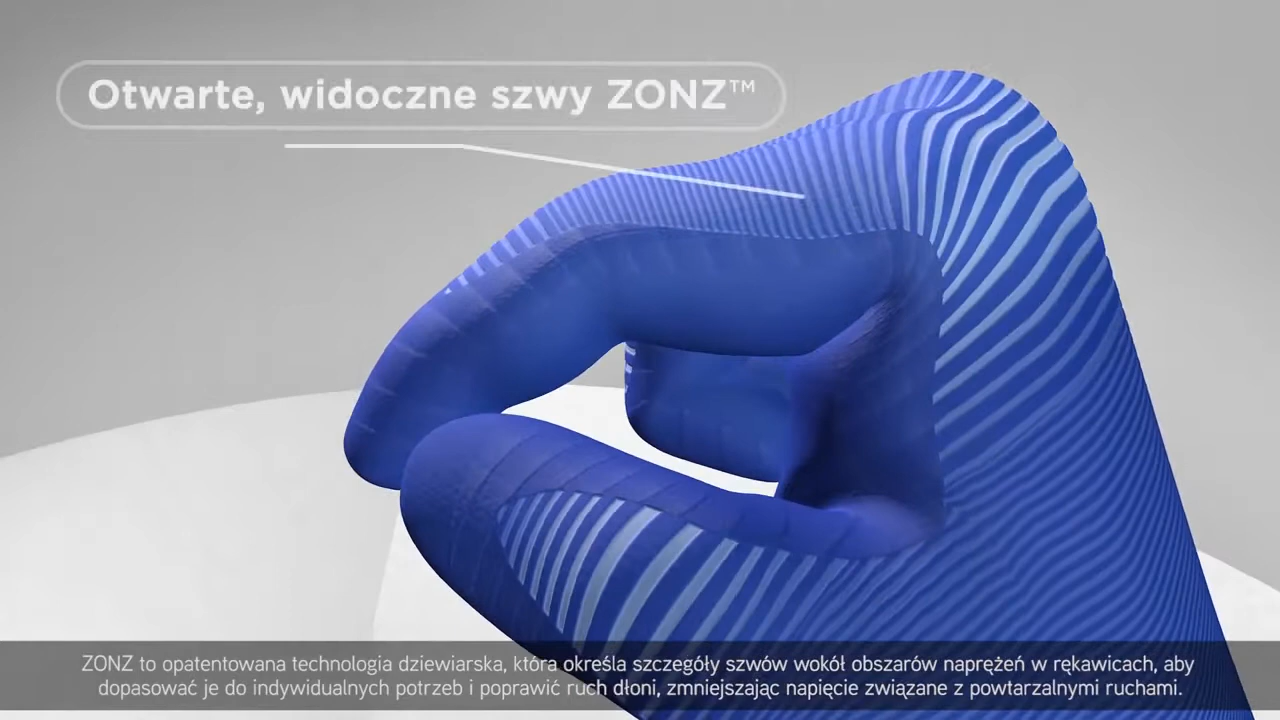 Otwarte, widoczne szwy ZONZ™
ZONZ to opatentowana technologia dziewiarska, która określa szczegóły szwów wokół obszarów naprężeń w rękawicach, aby
dopasować je do indywidualnych potrzeb i poprawić ruch dłoni, zmniejszając napięcie związane z powtarzalnymi ruchami.